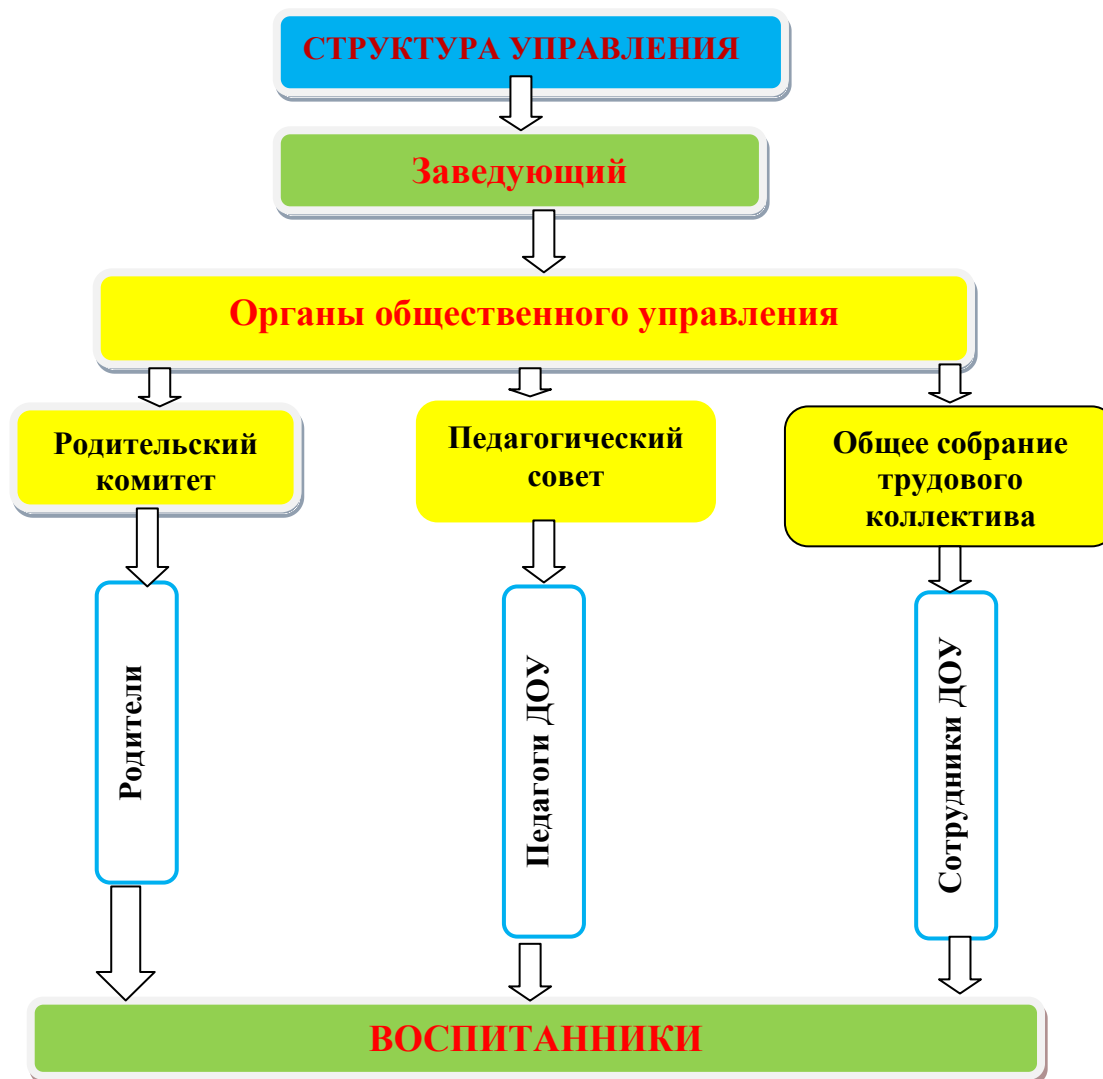 СТРУКТУРА УПРАВЛЕНИЯ
Заведующий
Органы общественного управления
Родительский
комитет
Педагогический
совет
Общее собрание
трудового
коллектива
Родители
Педагоги ДОУ
Сотрудники ДОУ
ВОСПИТАННИКИ